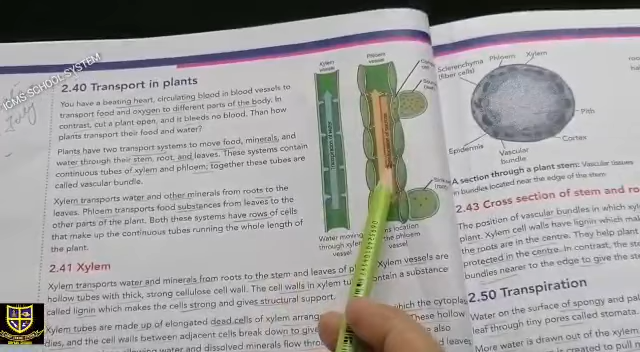 ICMS SCHOOL SYSTEM
2.40 Transport in plants
You have a beating heart, circulating blood in blood vessels to
transport food and oxygen to different parts of the body. In
contrast, cut a plant open, and it bleeds no blood. Than how
plants transport their food and water?
Plants have two transport systems to move food, minerals, and
water through their stem, root, and leaves. These systems contain
continuous tubes of xylem and phloem; together these tubes are
called vascular bundle.
Xylem transports water and other minerals from roots to the
leaves. Phloem transports food substances from leaves to the
other parts of the plant. Both these systems have rows of cells
that make up the continuous tubes running the whole length of
the plant.
2.41 Xylem
Xylem transports water and minerals from roots to the stem and leaves of Xylem vessels are
hollow tubes with thick, strong cellulose cell wall. The cell walls in xylem contain a substance
called lignin which makes the cells strong and gives structural support.
Xylem tubes are made up of elongated dead cells of xylem which the cytoplas
dies, and the cell walls between adjacent cells break down to These hollow
water and dissolved minerals flow also
Xylem
vessel
Phloem
vessel
Water moving
through xylem
vessel
location
the phloem
vessel
Sclerenchyma
(fiber cells)
Phloem
Xylem
Pith
Cortex
Vascular
bundle
Epidermis
A section through a plant stem: Vascular tissues
in bundles located near the edge of the stem
2.43 Cross section of stem and ro
The position of vascular bundles in which xyl
plant. Xylem cell walls have lignin which ma
the roots are in the centre. They help plant
protected in the centre. In contrast, the
bundles nearer to the edge to give the ste
2.50 Transpiration
Water on the surface of spongy and pa
leaf through tiny pores called stomata.
More water is drawn out of the xylem